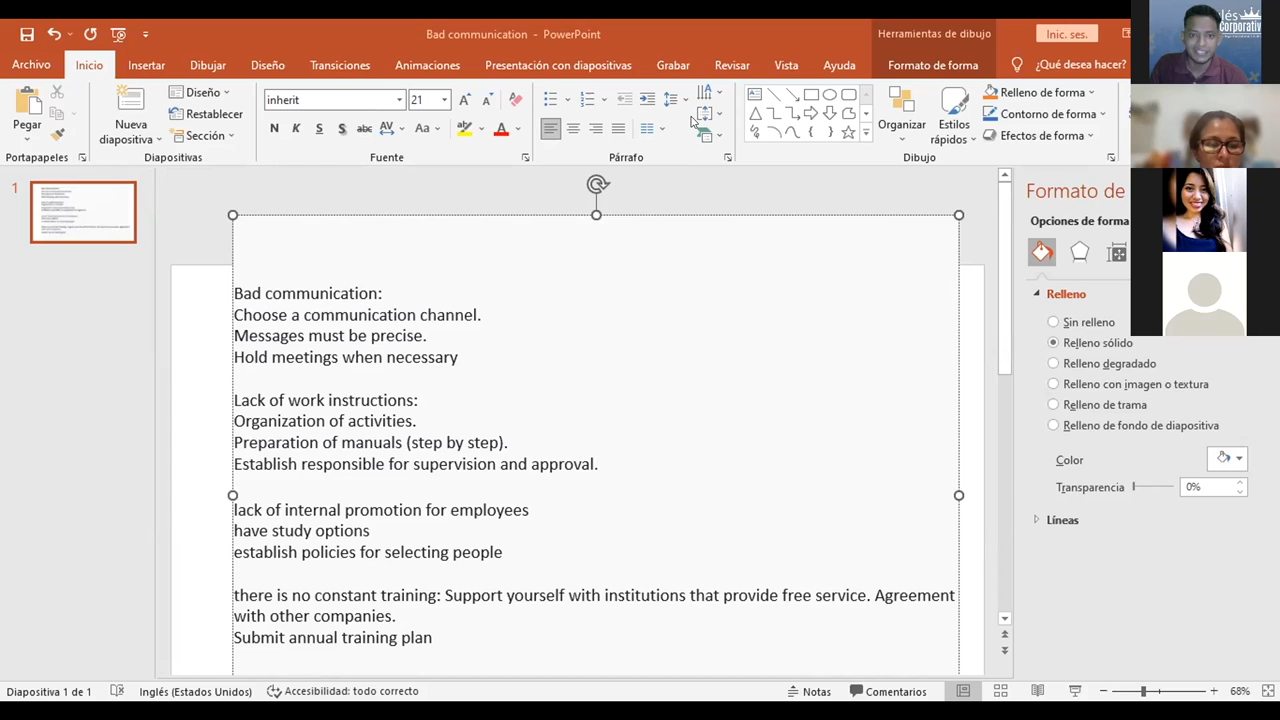 Bad communication - PowerPoint
Herramientas de dibujo
Inic. ses.
Archivo
Inicio
Insertar
Dibujar
Diseño
Transiciones
Animaciones
Presentación con diapositivas
Grabar
Revisar
Vista
Ayuda
Formato de forma
¿Qué desea hacer?
Pegar
Portapapeles
Nueva
diapositiva
Diseño
Restablecer
Sección
Diapositivas
inherit
21
N K S S abc AV Aa A
Fuente
Párrafo
Organizar
Estilos
rápidos
Dibujo
Relleno de forma
Contorno de forma
Efectos de forma
lés
corporativ
1
Bad communication:
Choose a communication channel.
Messages must be precise.
Hold meetings when necessary
Lack of work instructions:
Organization of activities.
Preparation of manuals (step by step).
Establish responsible for supervision and approval.
lack of internal promotion for employees
have study options
establish policies for selecting people
there is no constant training: Support yourself with institutions that provide free service. Agreement
with other companies.
Submit annual training plan
Formato de
Opciones de forma
Relleno
Sin relleno
Relleno sólido
Relleno degradado
Relleno con imagen o textura
Relleno de trama
Relleno de fondo de diapositiva
Color
Transparencia
0%
Líneas
Diapositiva 1 de 1
Inglés (Estados Unidos)
Accesibilidad: todo correcto
Notas
Comentarios
68%